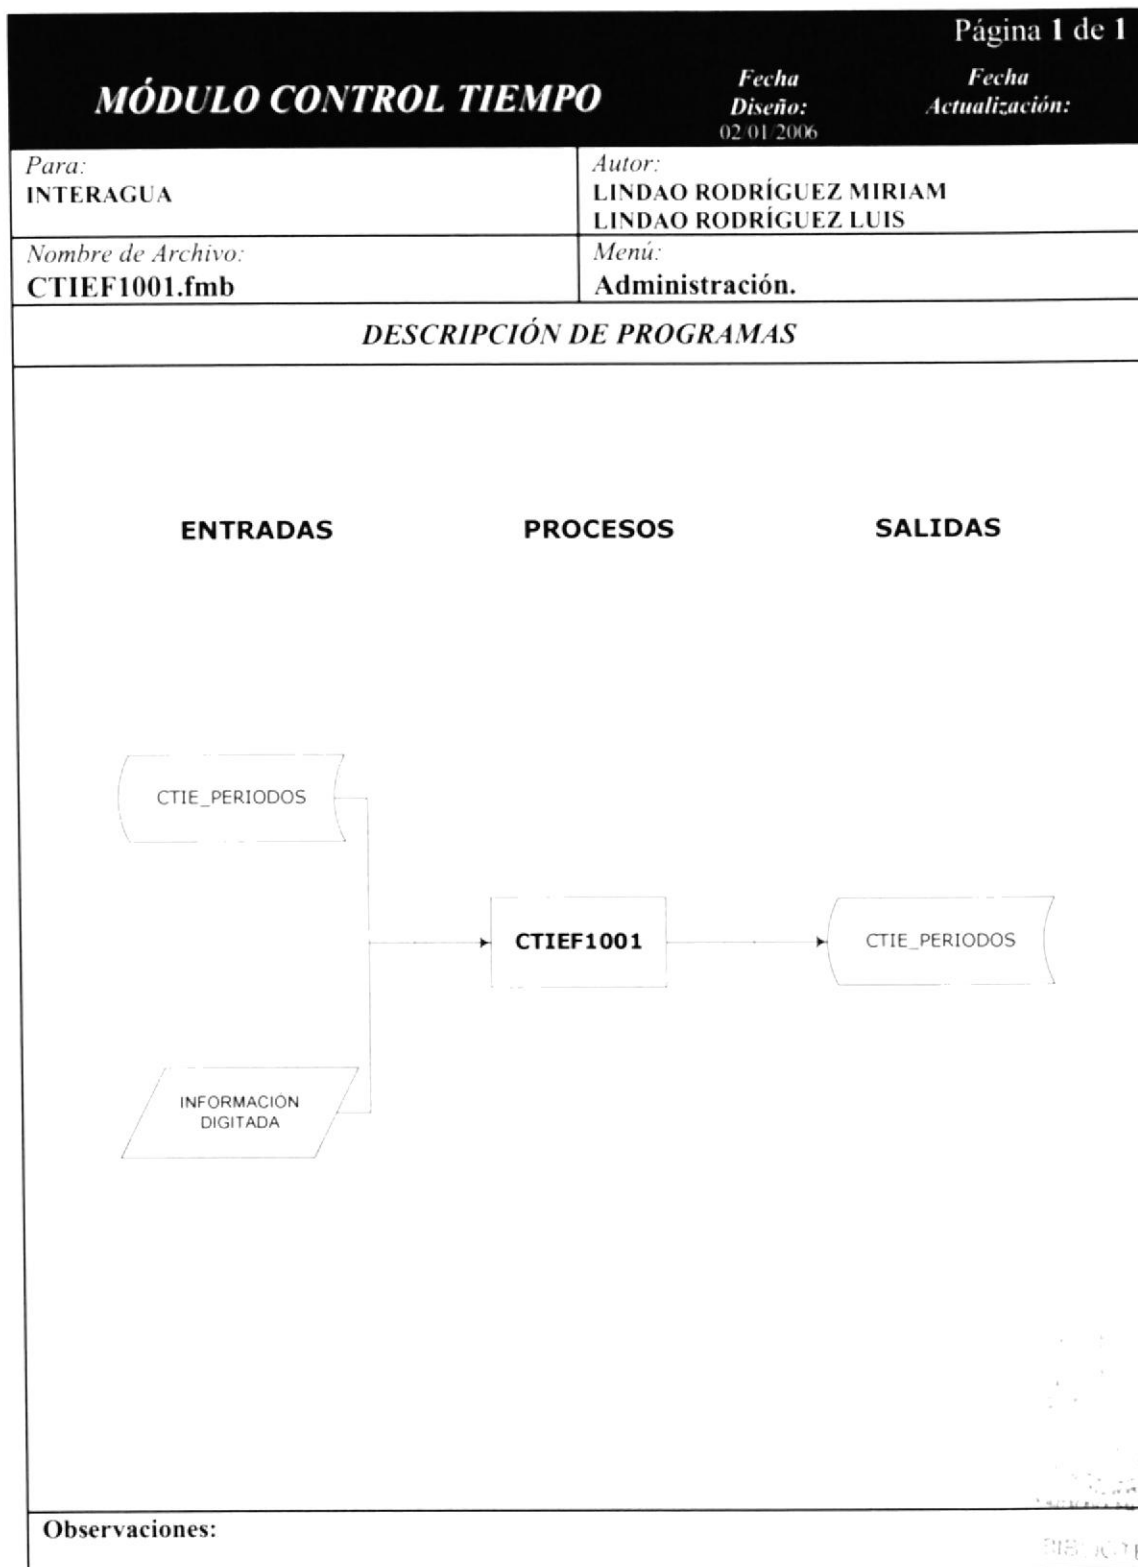 Página 1 de 1
MÓDULO CONTROL TIEMPO
Fecha
Diseño:
02/01/2006
Fecha
Actualización:
Para:
INTERAGUA
Autor:
LINDAO RODRÍGUEZ MIRIAM
LINDAO RODRÍGUEZ LUIS
Nombre de Archivo:
CTIEF1001.fmb
Menú:
Administración.
DESCRIPCIÓN DE PROGRAMAS
ENTRADAS
PROCESOS
SALIDAS
CTIE_PERIODOS
CTIEF1001
CTIE_PERIODOS
INFORMACIÓN
DIGITADA
Observaciones: